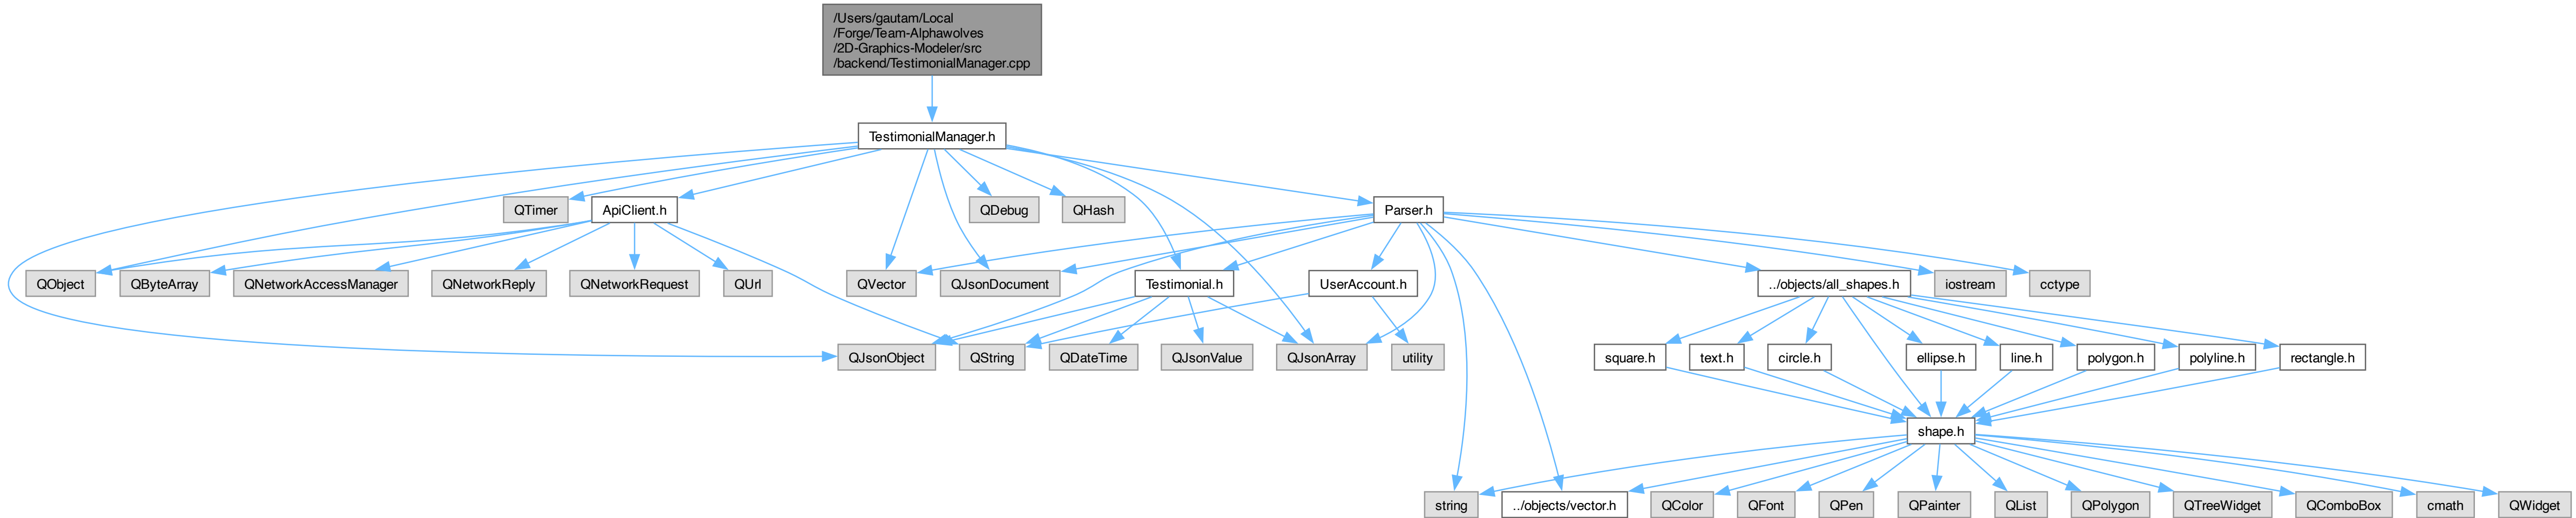 /Users/gautam/Local
/Forge/Team-Alphawolves
/2D-Graphics-Modeler/src
/backend/TestimonialManager.cpp
TestimonialManager.h
QTimer
ApiClient.h
QDebug
QHash
Parser.h
QObject
QByteArray
QNetworkAccessManager
QNetworkReply
QNetworkRequest
QUrl
QVector
QJsonDocument
Testimonial.h
UserAccount.h
../objects/all_shapes.h
iostream
cctype
QJsonObject
QString
QDateTime
QJsonValue
QJsonArray
utility
square.h
text.h
circle.h
ellipse.h
line.h
polygon.h
polyline.h
rectangle.h
shape.h
string
../objects/vector.h
QColor
QFont
QPen
QPainter
QList
QPolygon
QTreeWidget
QComboBox
cmath
QWidget